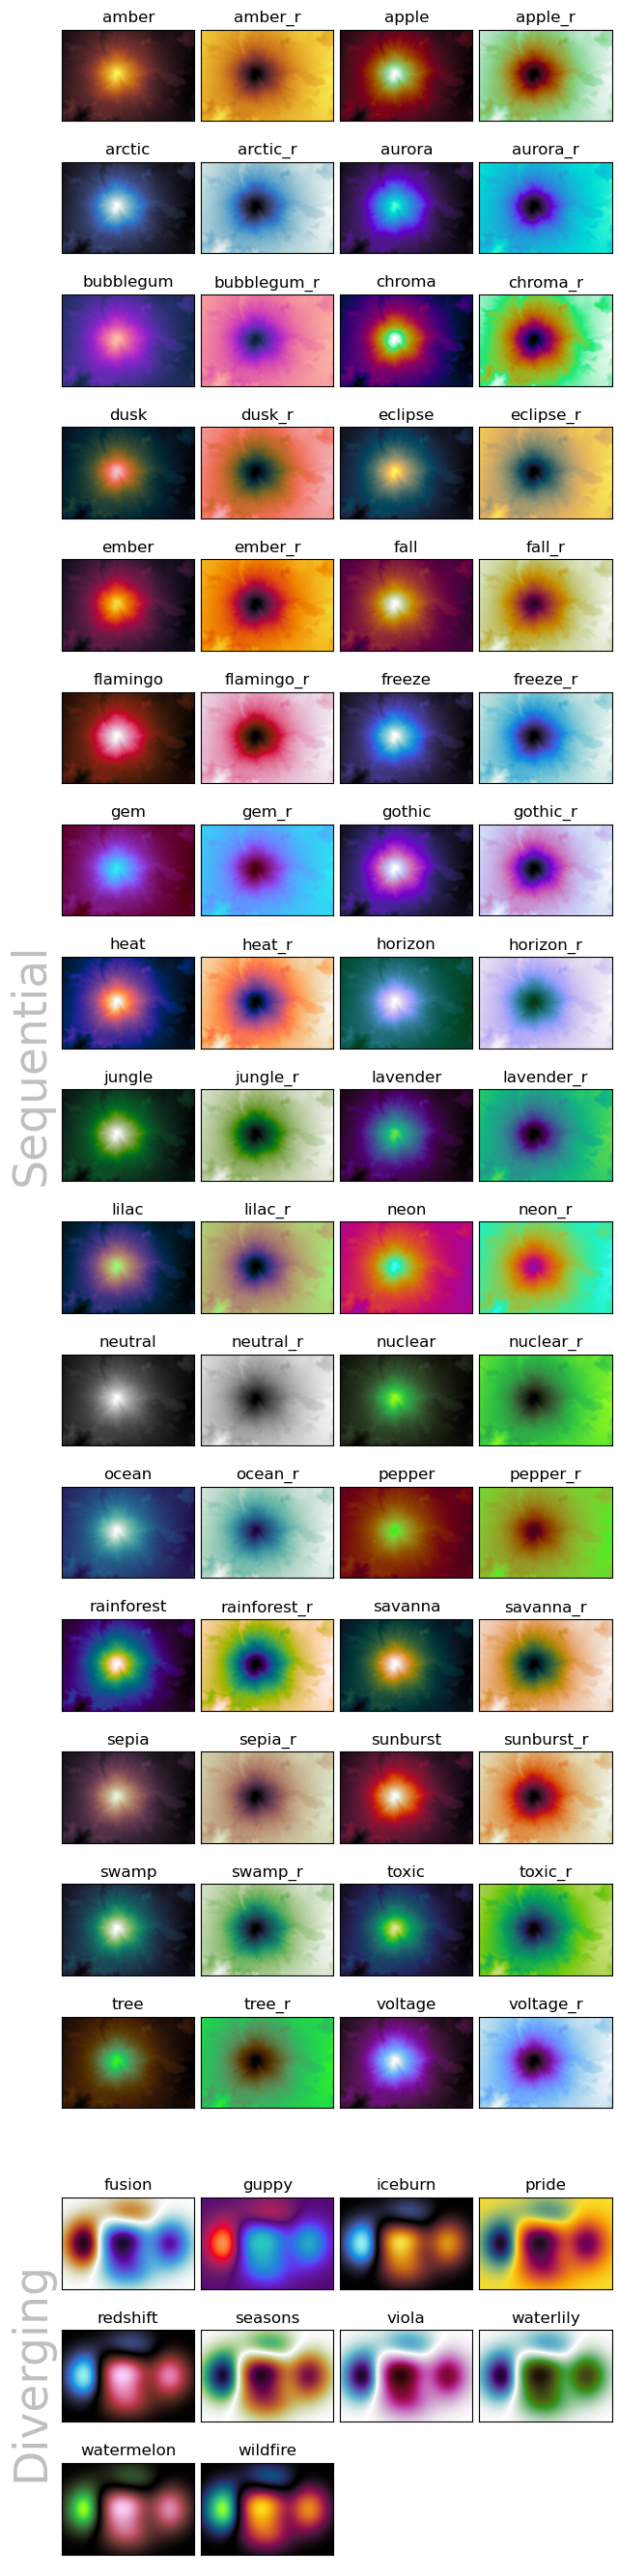 amber amber_r apple apple_r
arctic arctic_r aurora aurora_r
bubblegum bubblegum_r chroma chroma_r
dusk dusk_r eclipse eclipse_r
ember ember_r fall fall_r
flamingo flamingo_r freeze freeze_r
gem gem_r gothic gothic_r
Sequential
heat heat_r horizon horizon_r
jungle jungle_r lavender lavender_r
lilac lilac_r neon neon_r
neutral neutral_r nuclear nuclear_r
ocean ocean_r pepper pepper_r
rainforest rainforest_r savanna savanna_r
sepia sepia_r sunburst sunburst_r
swamp swamp_r toxic toxic_r
tree tree_r voltage voltage_r
fusion guppy iceburn pride
Diverging
redshift seasons viola waterlily
watermelon wildfire